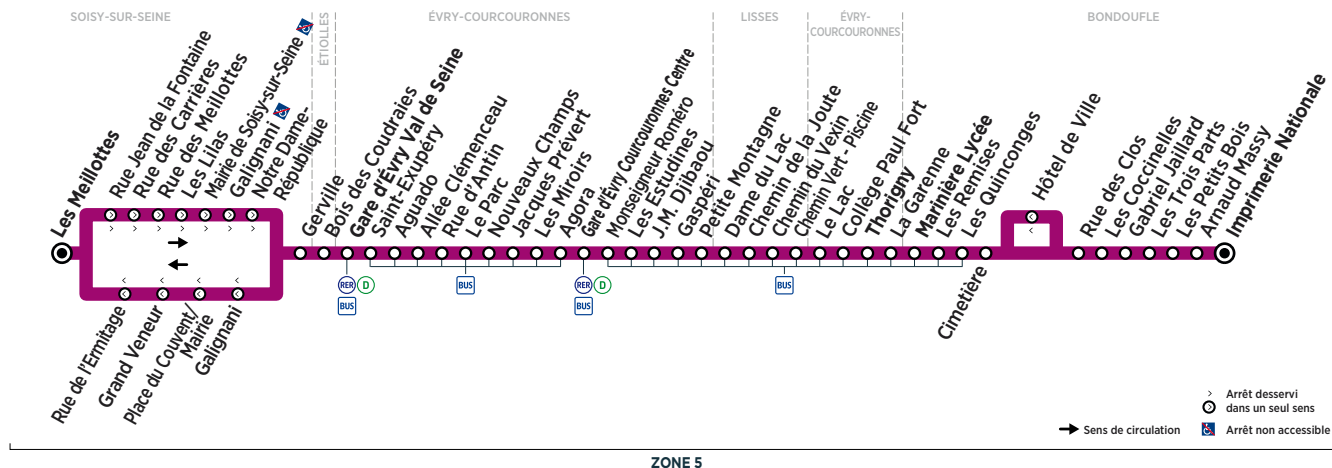 SOISY-SUR-SEINE
ÉTIOLLES
ÉVRY-COURCOURONNES
LISSES
ÉVRY-
COURCOURONNES
BONDOUFLE
Les Meillottes
Rue Jean de la Fontaine
Rue des Carrières
Rue des Meillottes
Les Lilas
Mairie de Soisy-sur-Seine
Galignani
Notre Dame-
République
Gerville
Bois des Coudraies
Gare d'Évry Val de Seine
Saint-Exupéry
Aguado
Allée Clémenceau
Rue d'Antin
Le Parc
Nouveaux Champs
Jacques Prévert
Les Miroirs
Agora
Gare d'Évry Courcouronnes Centre
Monseigneur Roméro
Les Estudines
J.M. Djibaou
Gaspéri
Petite Montagne
Dame du Lac
Chemin de la Joute
Chemin du Vexin
Chemin Vert - Piscine
Le Lac
Collège Paul Fort
Thorigny
La Garenne
Marinière Lycée
Les Remises
Les Quinconges
Cimetière
Hôtel de Ville
Rue des Clos
Les Coccinelles
Gabriel Jaillard
Les Trois Parts
Les Petits Bois
Arnaud Massy
Imprimerie Nationale
Rue de l'Ermitage
Grand Veneur
Place du Couvent/
Mairie
Galignani
RER D
BUS
BUS
RER D
BUS
BUS
Arrêt desservi
dans un seul sens
Sens de circulation
Arrêt non accessible
ZONE 5